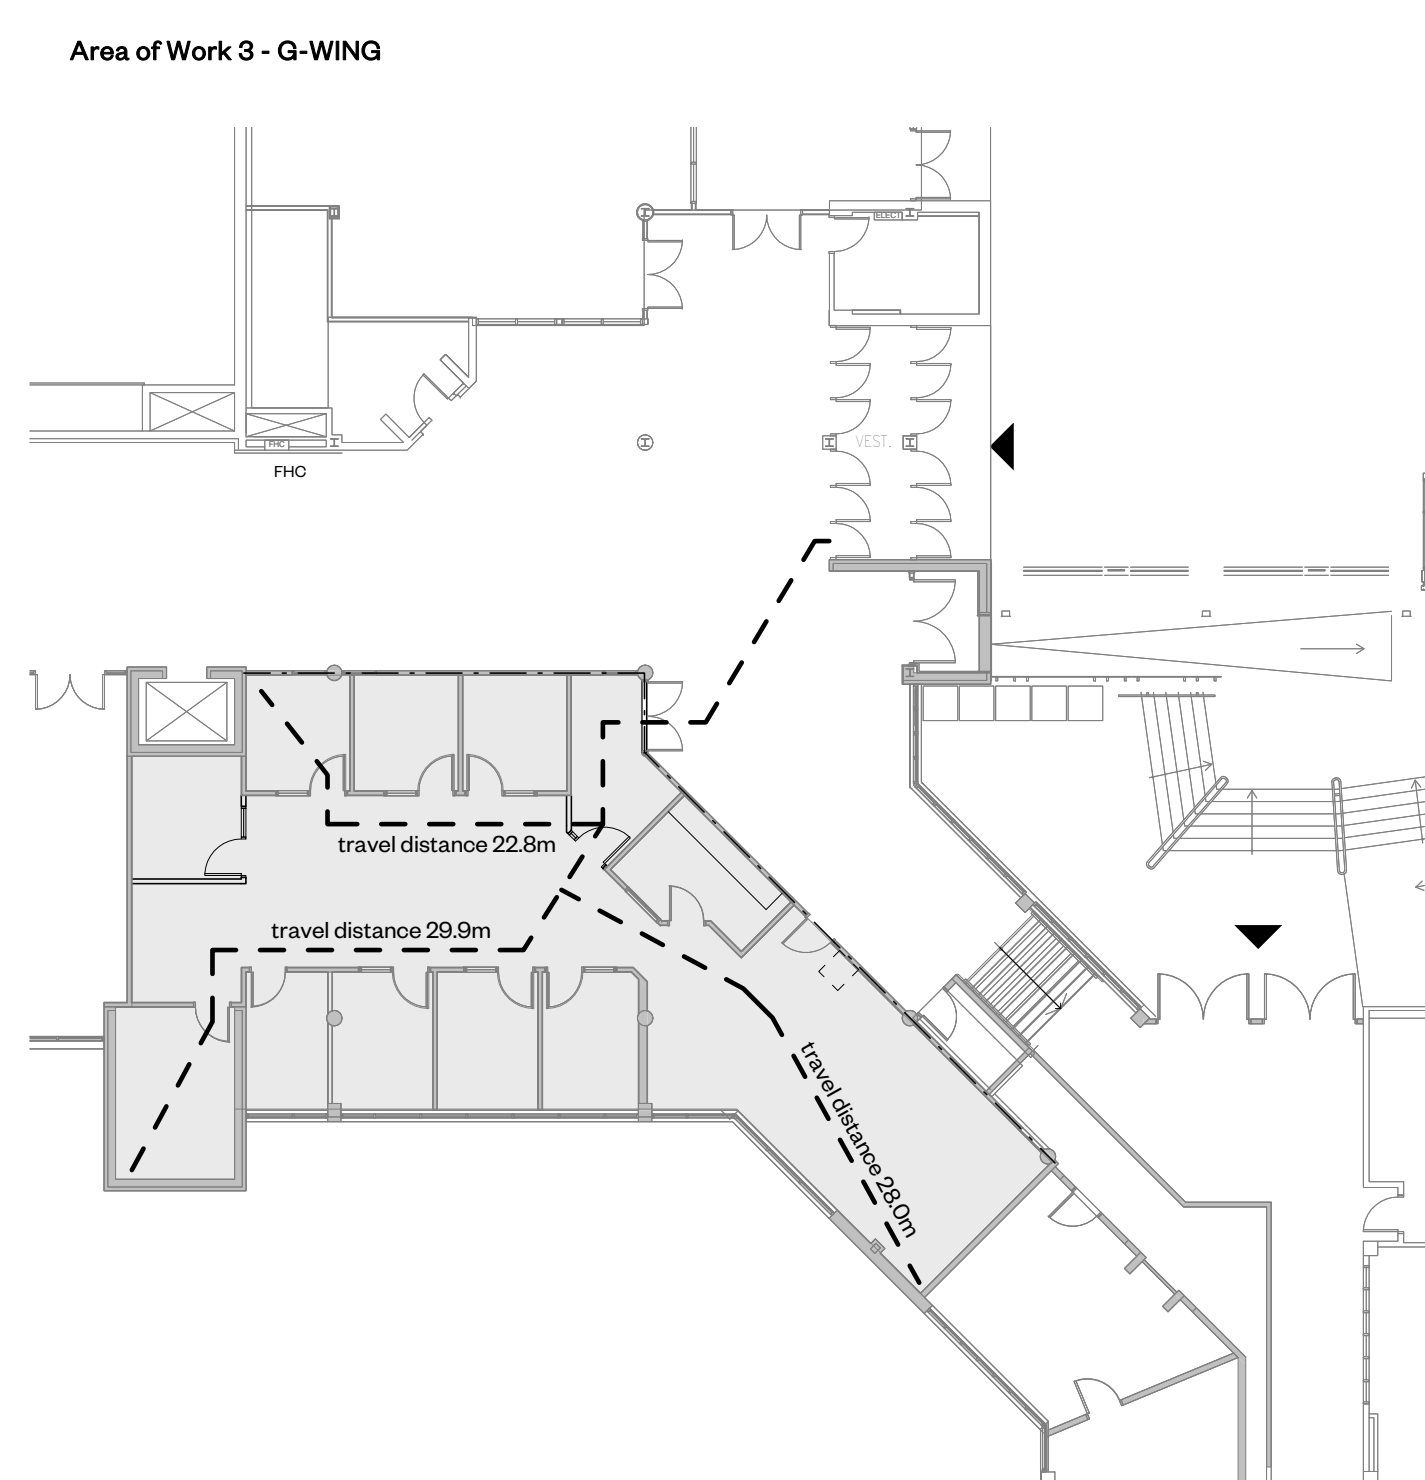 Area of Work 3 - G-WING
ELECT
FHC
VEST.
FHC
travel distance 22.8m
travel distance 29.9m
travel distance 28.0m